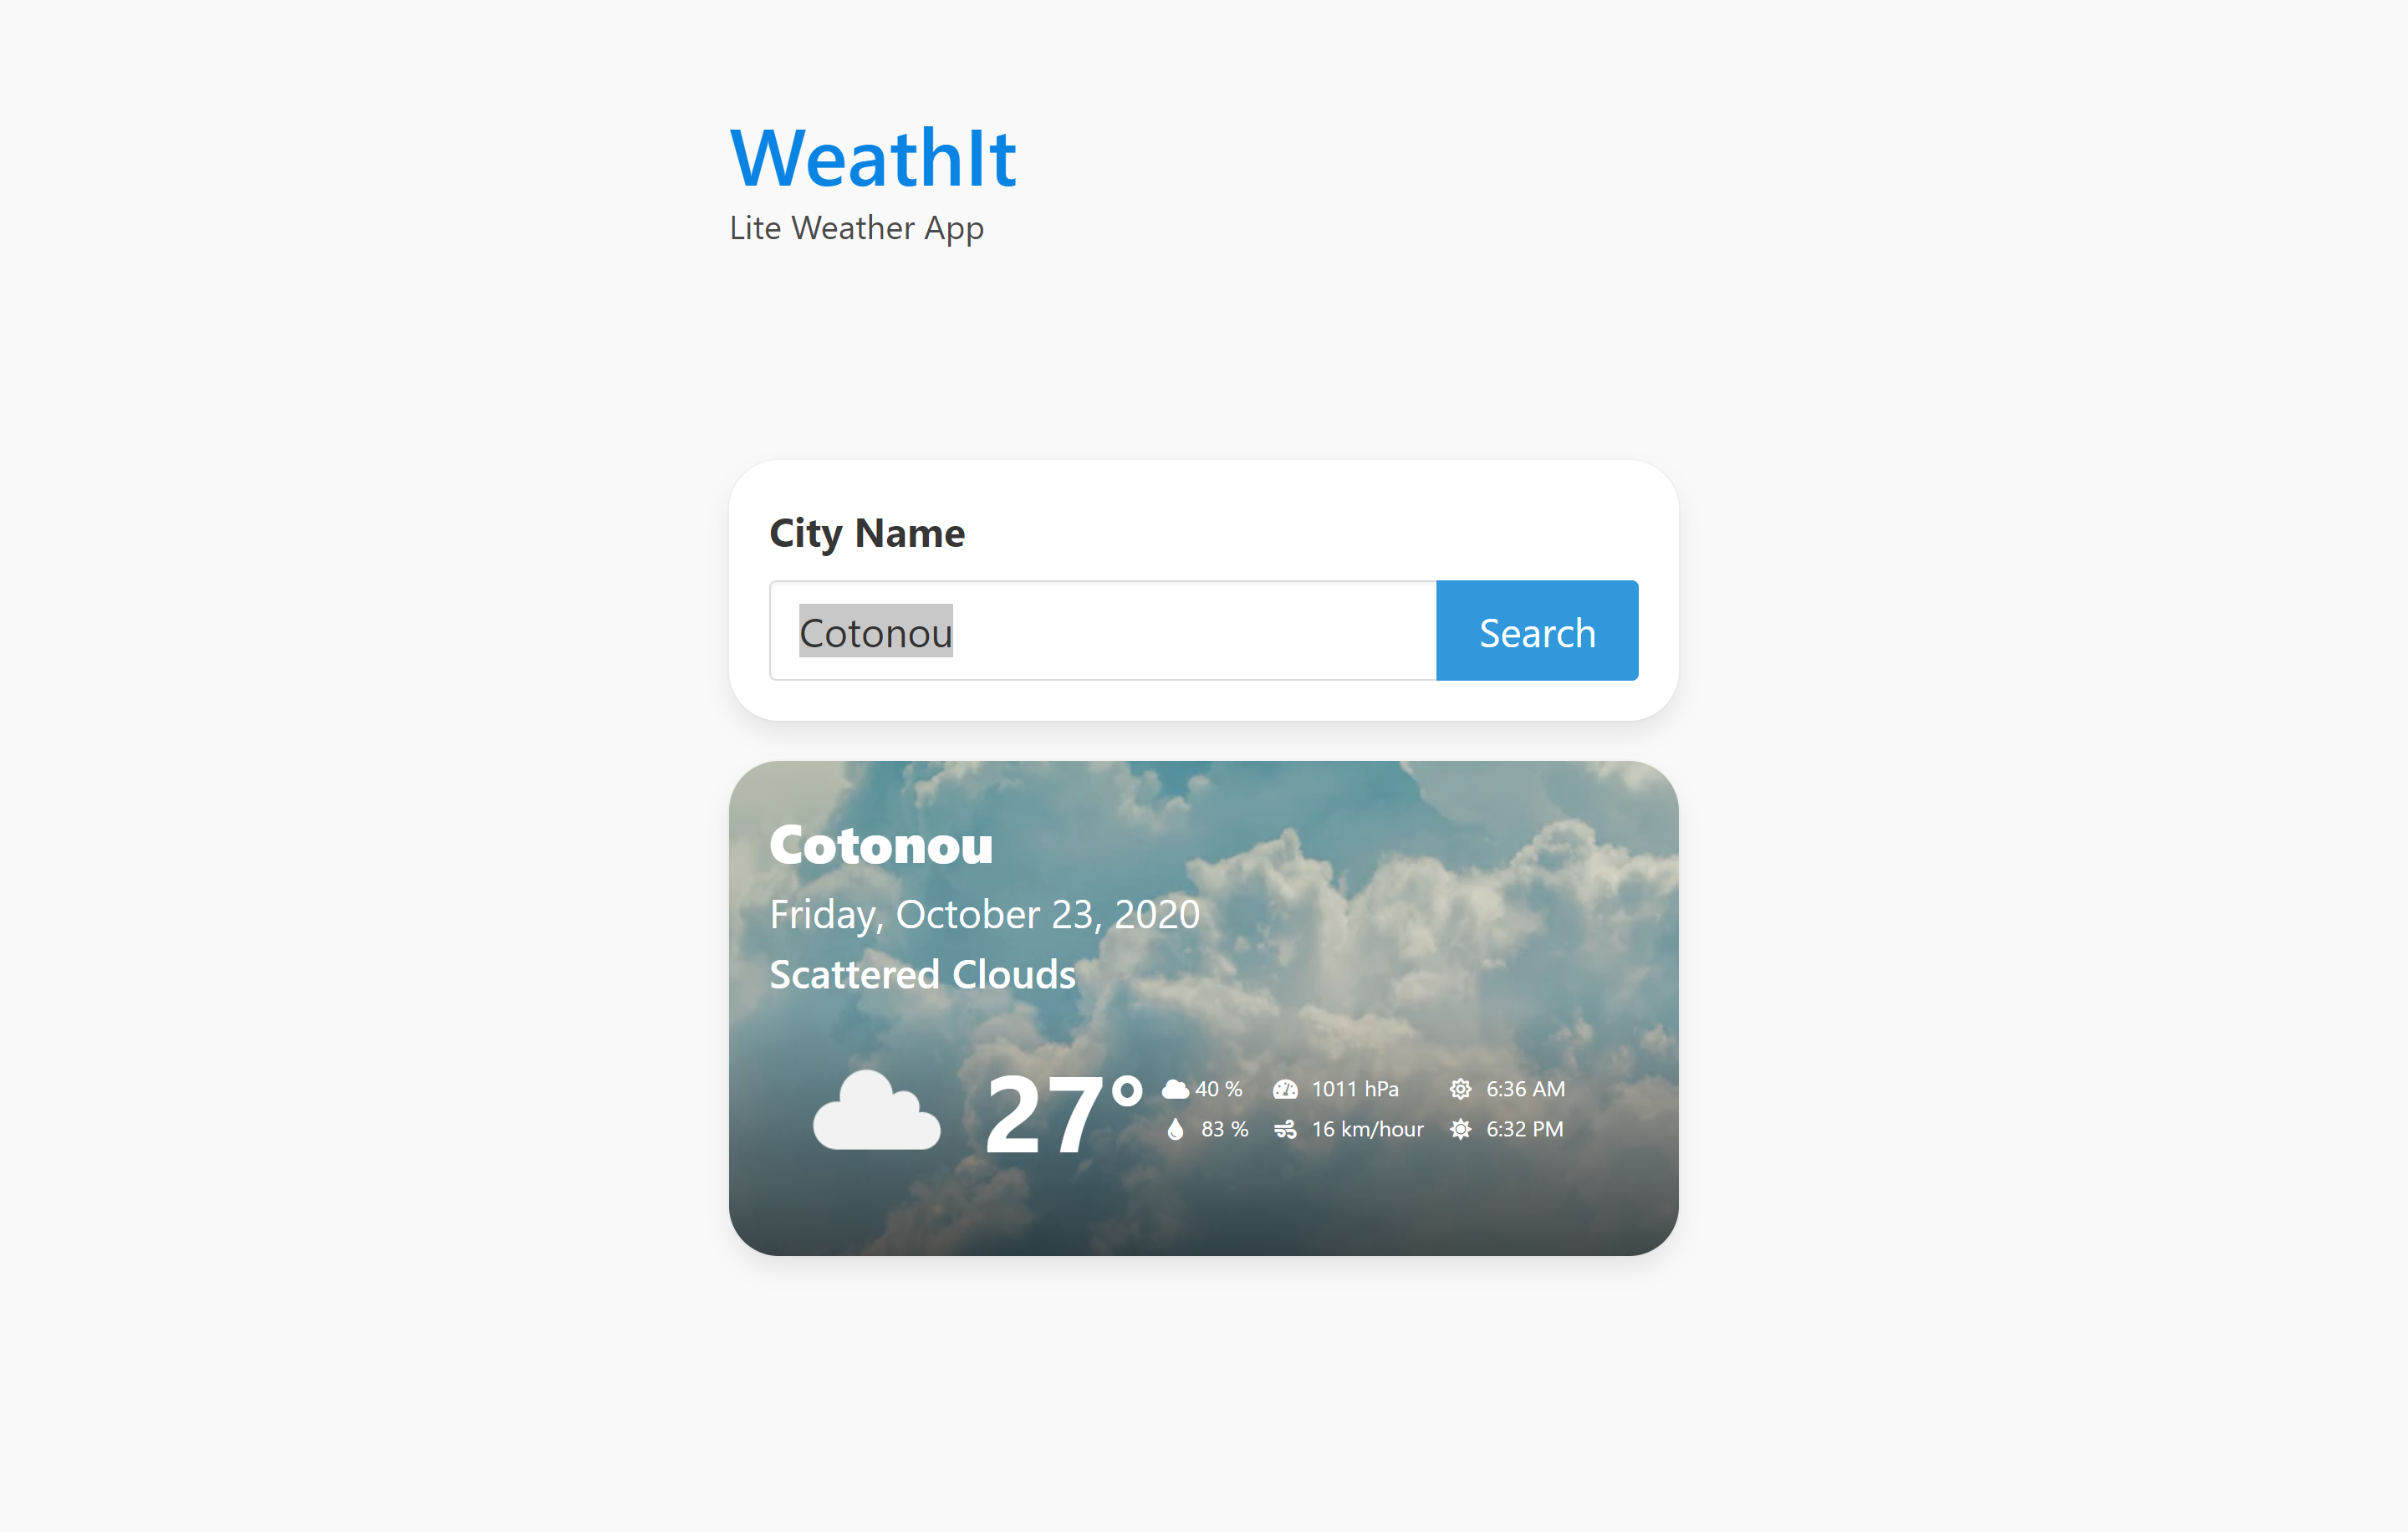 WeathIt
Lite Weather App
City Name
Cotonou
Search
Cotonou
Friday, October 23, 2020
Scattered Clouds
27°
40 %
1011 hPa
6:36 AM
83 %
16 km/hour
6:32 PM